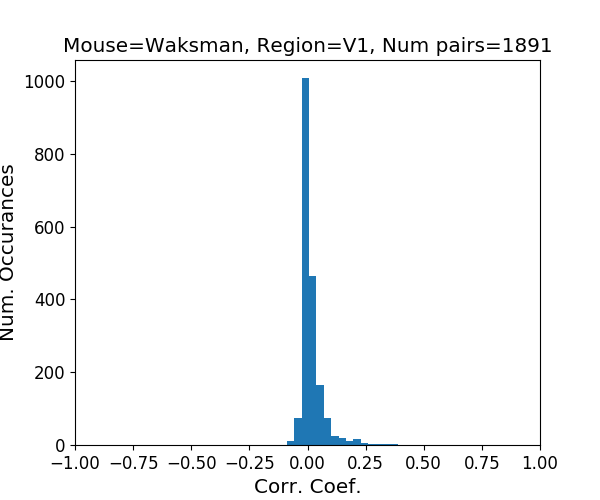 Mouse=Waksman, Region=V1, Num pairs=1891
1000
800
600
400
200
0
Num. Occurances
−1.00 −0.75 −0.50 −0.25 0.00 0.25 0.50 0.75 1.00
Corr. Coef.